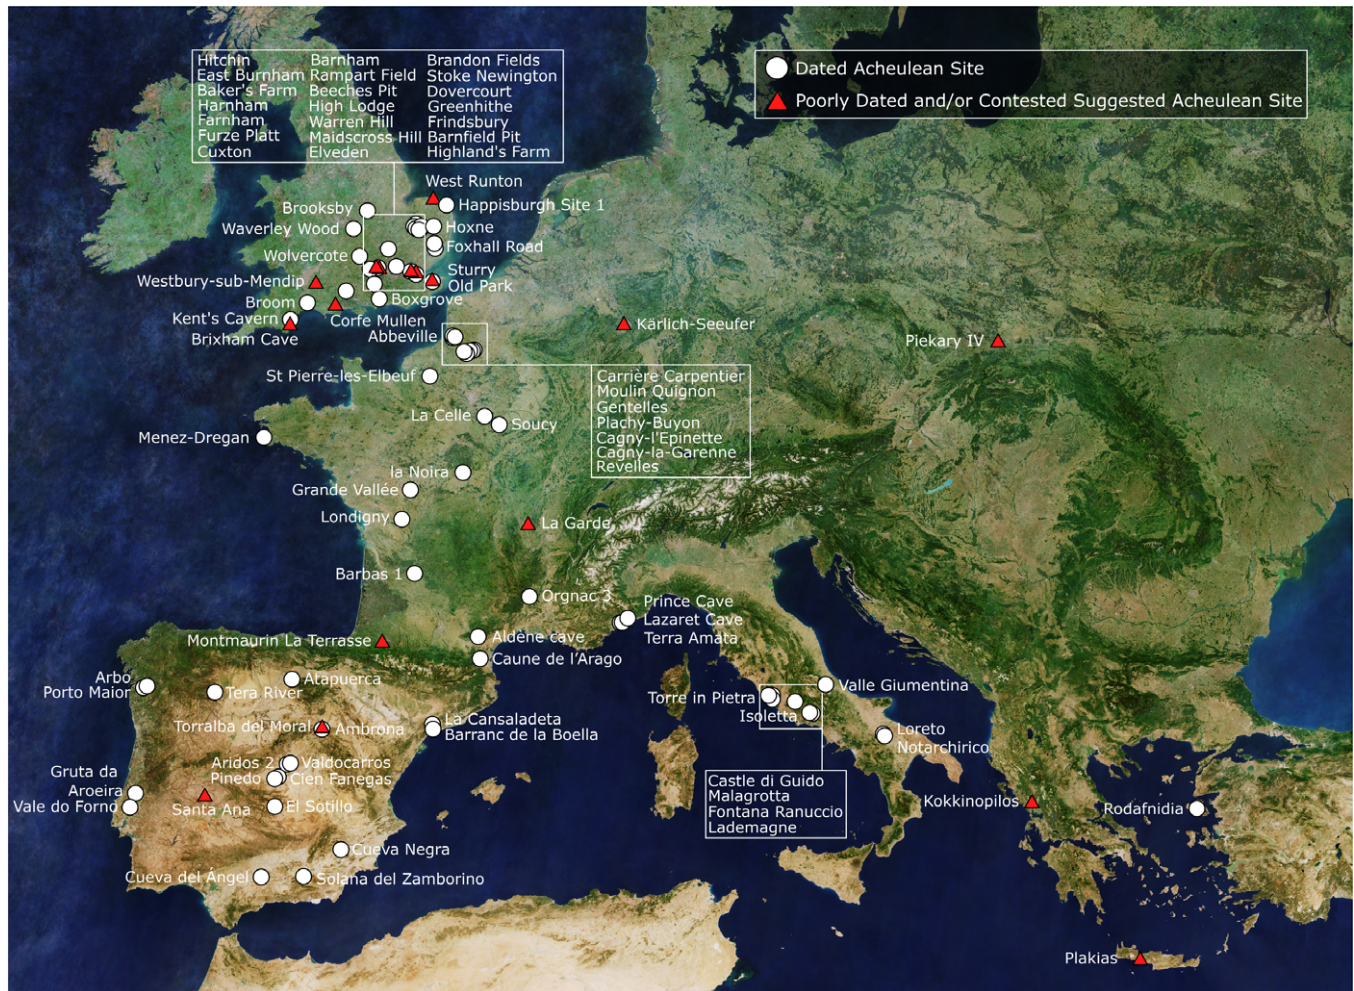 Hitchin
East Burnham
Baker's Farm
Harnham
Farnham
Furze Platt
Cuxton
Barnham
Rampart Field
Beeches Pit
High Lodge
Warren Hill
Maidscross Hill
Elveden
Brandon Fields
Stoke Newington
Dovercourt
Greenhithe
Frindsbury
Barnfield Pit
Highland's Farm
Dated Acheulean Site
Poorly Dated and/or Contested Suggested Acheulean Site
West Runton
Happisburgh Site 1
Brooksby
Waverley Wood
Hoxne
Foxhall Road
Wolvercote
Sturry
Old Park
Westbury-sub-Mendip
Broom
Boxgrove
Kent's Cavern
Corfe Mullen
Brixham Cave
Abbeville
Kärlich-Seeufer
Piekary IV
St Pierre-les-Elbeuf
Carrière Carpentier
Moulin Quignon
Gentelles
Plachy-Buyon
Cagny-l'Epinette
Cagny-la-Garenne
Revelles
La Celle
Soucy
Menez-Dregan
la Noira
Grande Vallée
Londigny
La Garde
Barbas 1
Orgnac 3
Prince Cave
Lazaret Cave
Terra Amata
Montmaurin La Terrasse
Aldène cave
Caune de l'Arago
Arbo
Porto Maior
Tera River
Atapuerca
Torre in Pietra
Valle Giumentina
Isoletta
Torralba del Moral
Ambrona
La Cansaladeta
Barranc de la Boella
Loreto
Notarchirico
Aridos 2
Valdocarros
Pinedo
Cien Fanegas
Gruta da
Aroeira
Vale do Forno
Santa Ana
El Sotillo
Castle di Guido
Malagrotta
Fontana Ranuccio
Lademagne
Kokkinopilos
Rodafnidia
Cueva Negra
Cueva del Ángel
Solana del Zamborino
Plakias